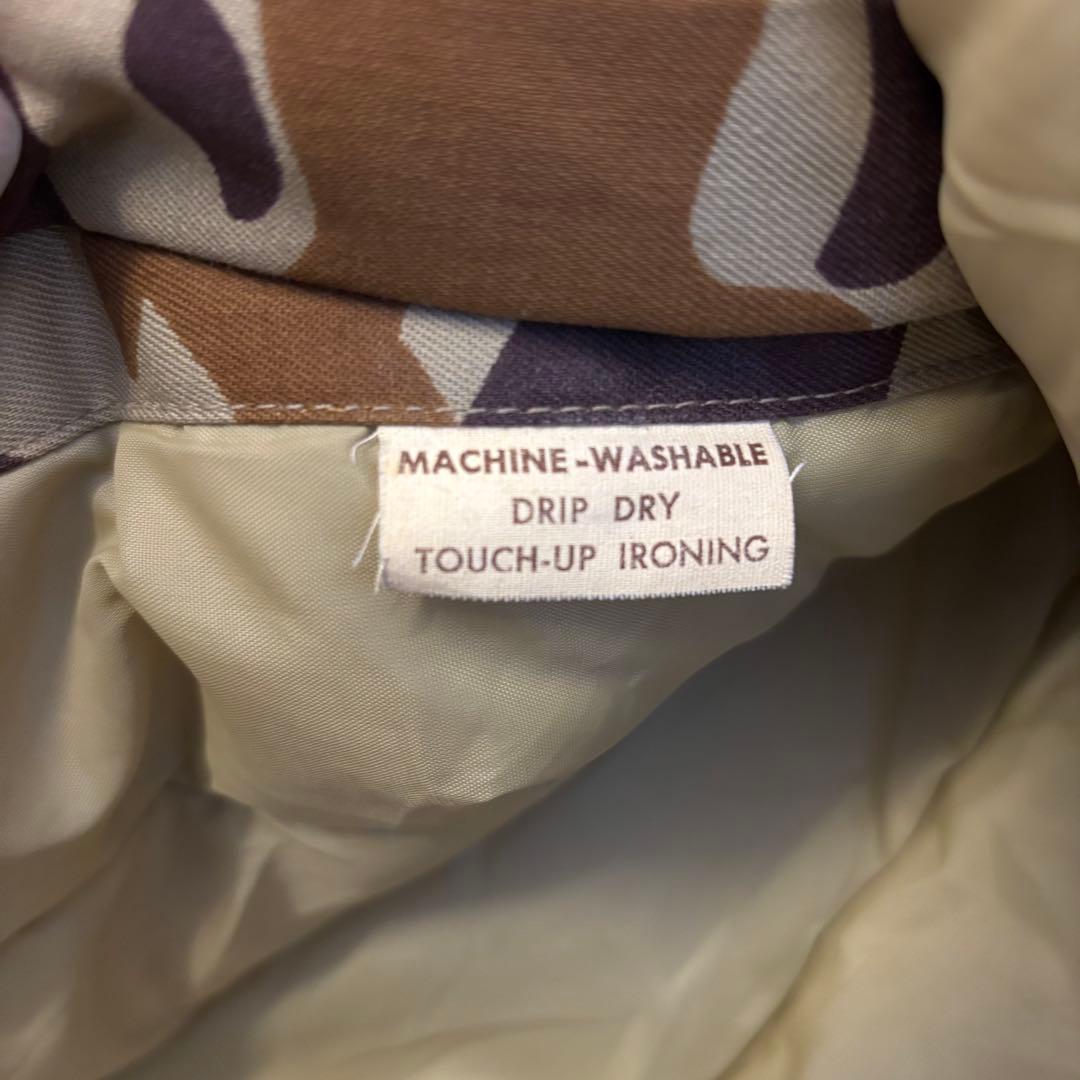 MACHINE-WASHABLE
DRIP DRY
TOUCH-UP IRONING